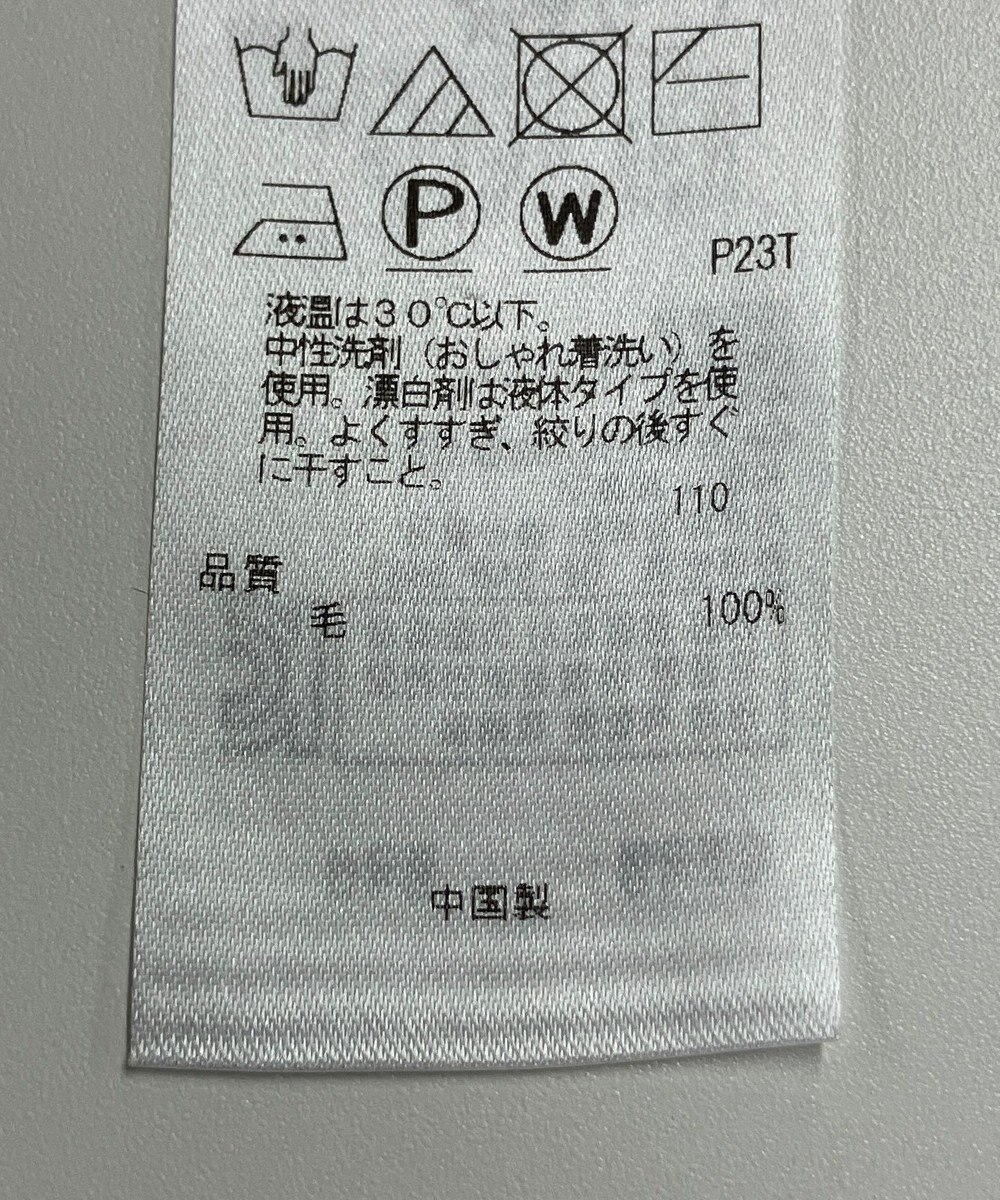 P W P23T
液温は30℃以下。
中性洗剤（おしゃれ着洗い）を
使用。漂白剤は液体タイプを使
用。よくすすぎ、絞りの後すぐ
に干すこと。
110
品質
毛 100%
中国製